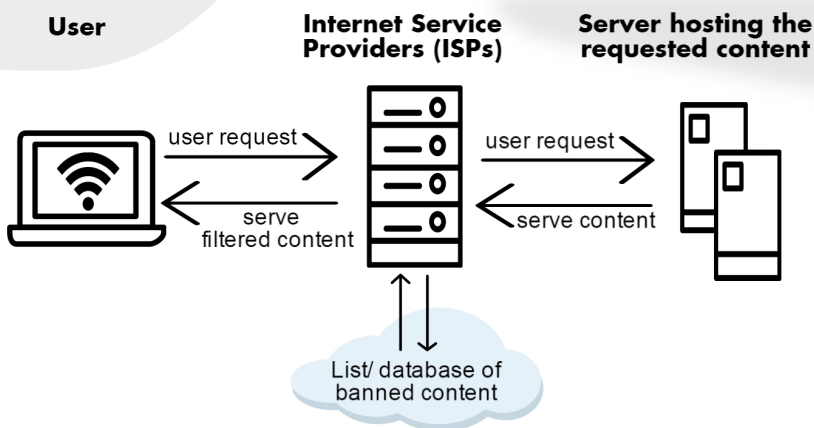 User
Internet Service
Providers (ISPs)
Server hosting the
requested content
user request
user request
serve
filtered content
serve content
List/ database of
banned content